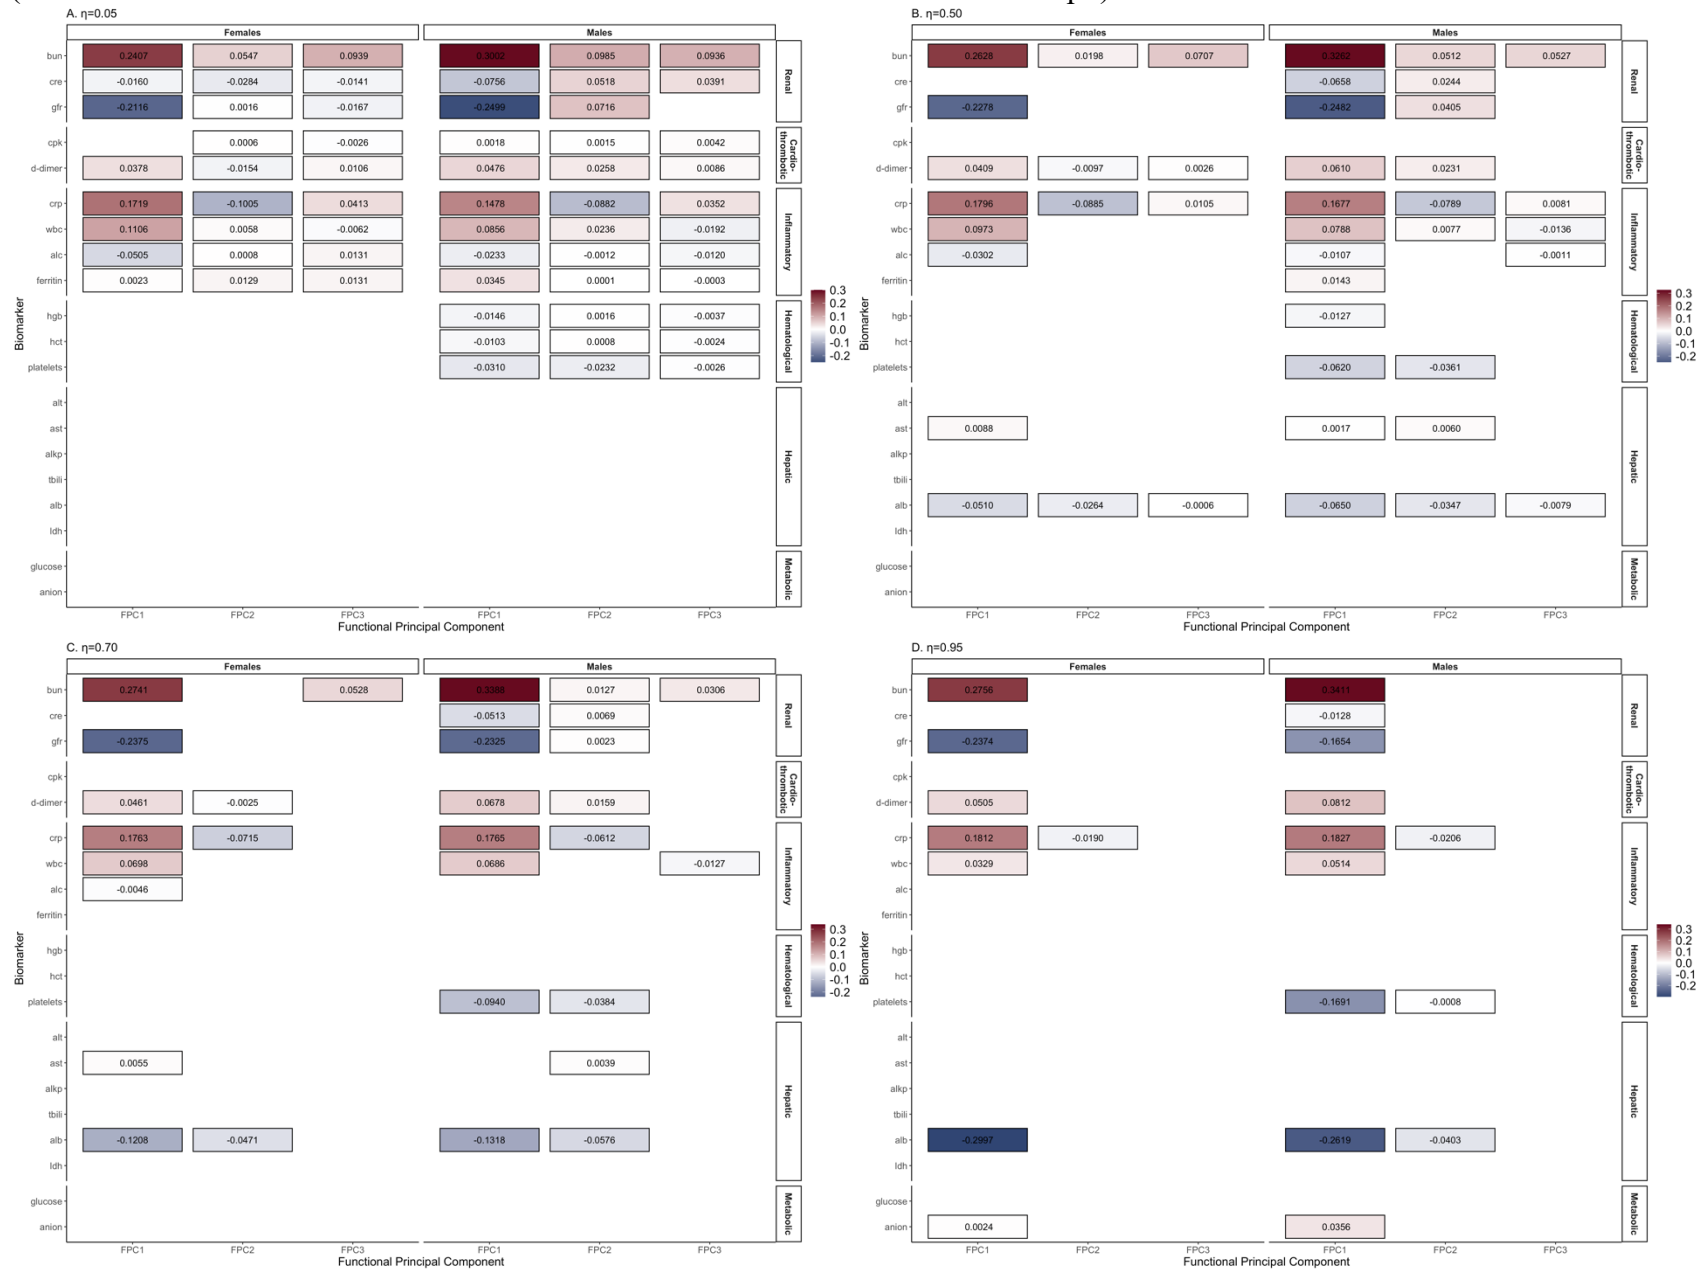 A. η=0.05
Females Males
bun 0.2407 0.0547 0.0939 0.3002 0.0985 0.0936
cre -0.0160 -0.0284 -0.0141 -0.0756 0.0518 0.0391
gfr -0.2116 0.0016 -0.0167 -0.2499 0.0716
Renal
cpk 0.0006 -0.0026 0.0018 0.0015 0.0042
d-dimer 0.0378 -0.0154 0.0106 0.0476 0.0258 0.0086
Cardio-
thrombotic
crp 0.1719 -0.1005 0.0413 0.1478 -0.0882 0.0352
wbc 0.1106 0.0058 -0.0062 0.0856 0.0236 -0.0192
alc -0.0505 0.0008 0.0131 -0.0233 -0.0012 -0.0120
ferritin 0.0023 0.0129 0.0131 0.0345 0.0001 -0.0003
Inflammatory
hgb -0.0146 0.0016 -0.0037
hct -0.0103 0.0008 -0.0024
platelets -0.0310 -0.0232 -0.0026
Hematological
alt
ast
alkp
tbili
alb
ldh
Hepatic
glucose
anion
Metabolic
FPC1 FPC2 FPC3 FPC1 FPC2 FPC3
Functional Principal Component
Biomarker
0.3
0.2
0.1
0.0
-0.1
-0.2
B. η=0.50
Females Males
bun 0.2628 0.0198 0.0707 0.3262 0.0512 0.0527
cre -0.0658 0.0244
gfr -0.2278 -0.2482 0.0405
Renal
cpk
d-dimer 0.0409 -0.0097 0.0026 0.0610 0.0231
Cardio-
thrombotic
crp 0.1796 -0.0885 0.0105 0.1677 -0.0789 0.0081
wbc 0.0973 0.0788 0.0077 -0.0136
alc -0.0302 -0.0107 -0.0011
ferritin 0.0143
Inflammatory
hgb -0.0127
hct
platelets -0.0620 -0.0361
Hematological
alt
ast 0.0088 0.0017 0.0060
alkp
tbili
alb -0.0510 -0.0264 -0.0006 -0.0650 -0.0347 -0.0079
ldh
Hepatic
glucose
anion
Metabolic
FPC1 FPC2 FPC3 FPC1 FPC2 FPC3
Functional Principal Component
Biomarker
0.3
0.2
0.1
0.0
-0.1
-0.2
C. η=0.70
Females Males
bun 0.2741 0.0528 0.3388 0.0127 0.0306
cre -0.0513 0.0069
gfr -0.2375 -0.2325 0.0023
Renal
cpk
d-dimer 0.0461 -0.0025 0.0678 0.0159
Cardio-
thrombotic
crp 0.1763 -0.0715 0.1765 -0.0612
wbc 0.0698 0.0686 -0.0127
alc -0.0046
ferritin
Inflammatory
hgb
hct
platelets -0.0940 -0.0384
Hematological
alt
ast 0.0055 0.0039
alkp
tbili
alb -0.1208 -0.0471 -0.1318 -0.0576
ldh
Hepatic
glucose
anion
Metabolic
FPC1 FPC2 FPC3 FPC1 FPC2 FPC3
Functional Principal Component
Biomarker
0.3
0.2
0.1
0.0
-0.1
-0.2
D. η=0.95
Females Males
bun 0.2756 0.3411
cre -0.0128
gfr -0.2374 -0.1654
Renal
cpk
d-dimer 0.0505 0.0812
Cardio-
thrombotic
crp 0.1812 -0.0190 0.1827 -0.0206
wbc 0.0329 0.0514
alc
ferritin
Inflammatory
hgb
hct
platelets -0.1691 -0.0008
Hematological
alt
ast
alkp
tbili
alb -0.2997 -0.2619 -0.0403
ldh
Hepatic
glucose
anion 0.0024 0.0356
Metabolic
FPC1 FPC2 FPC3 FPC1 FPC2 FPC3
Functional Principal Component
Biomarker
0.3
0.2
0.1
0.0
-0.1
-0.2